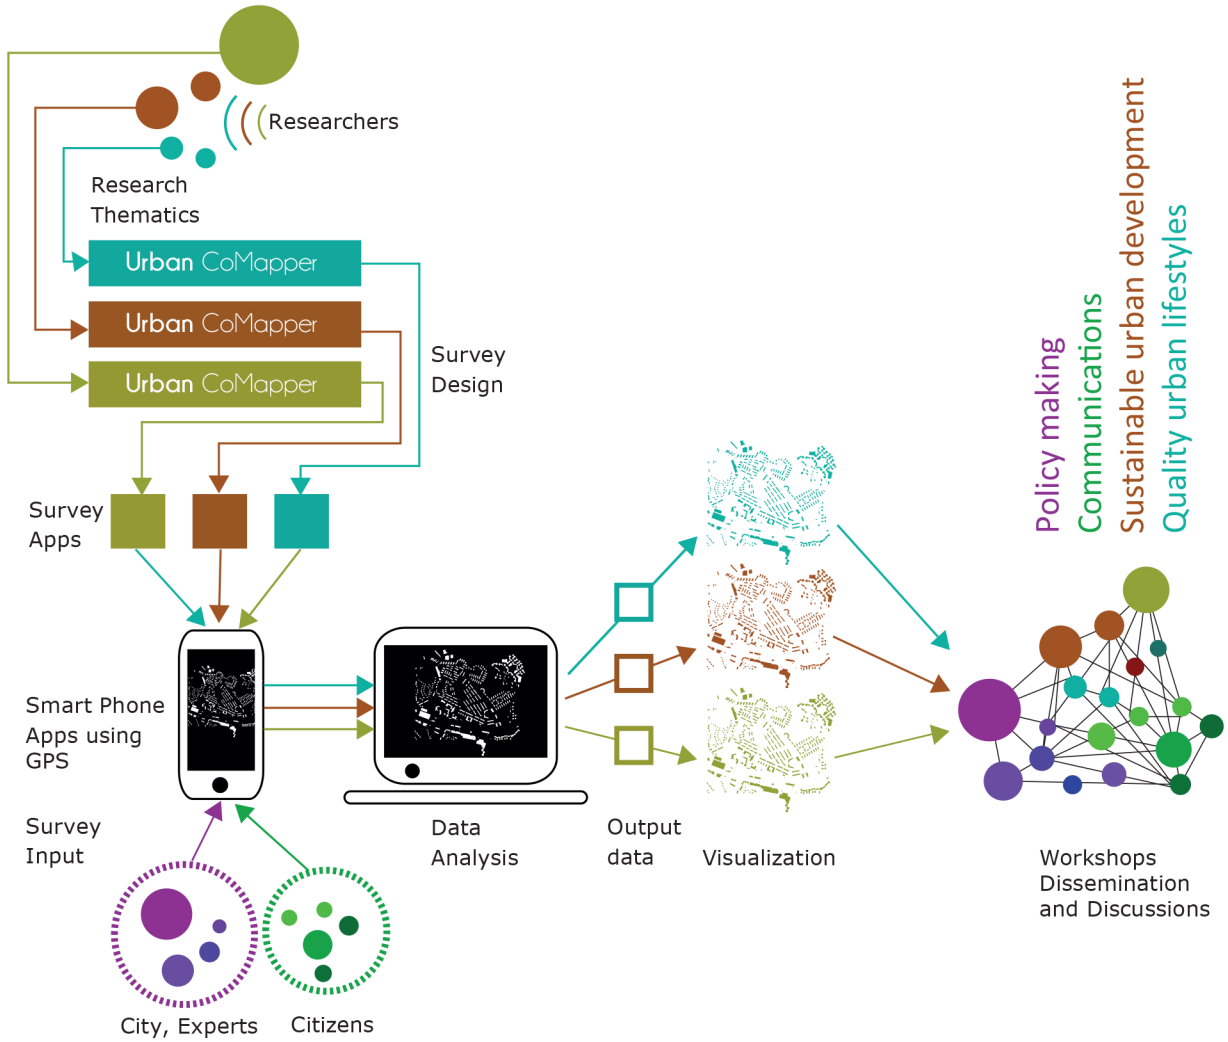 Researchers
Research
Thematics
Urban CoMapper
Urban CoMapper
Urban CoMapper
Survey
Design
Survey
Apps
Smart Phone
Apps using
GPS
Survey
Input
City, Experts
Citizens
Data
Analysis
Output
data
Visualization
Policy making
Communications
Sustainable urban development
Quality urban lifestyles
Workshops
Dissemination
and Discussions